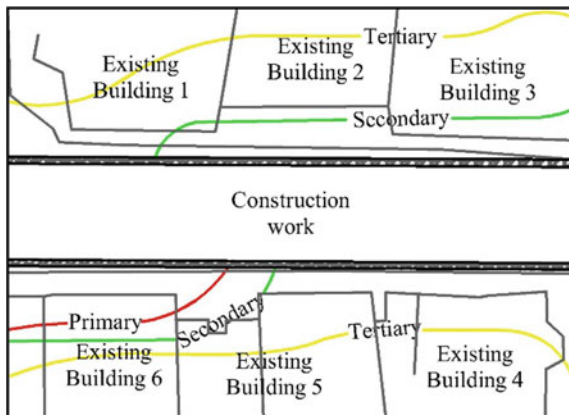 Tertiary
Existing
Building 1
Existing
Building 2
Existing
Building 3
Secondary
Construction
work
Primary
Secondary
Tertiary
Existing
Building 6
Existing
Building 5
Existing
Building 4